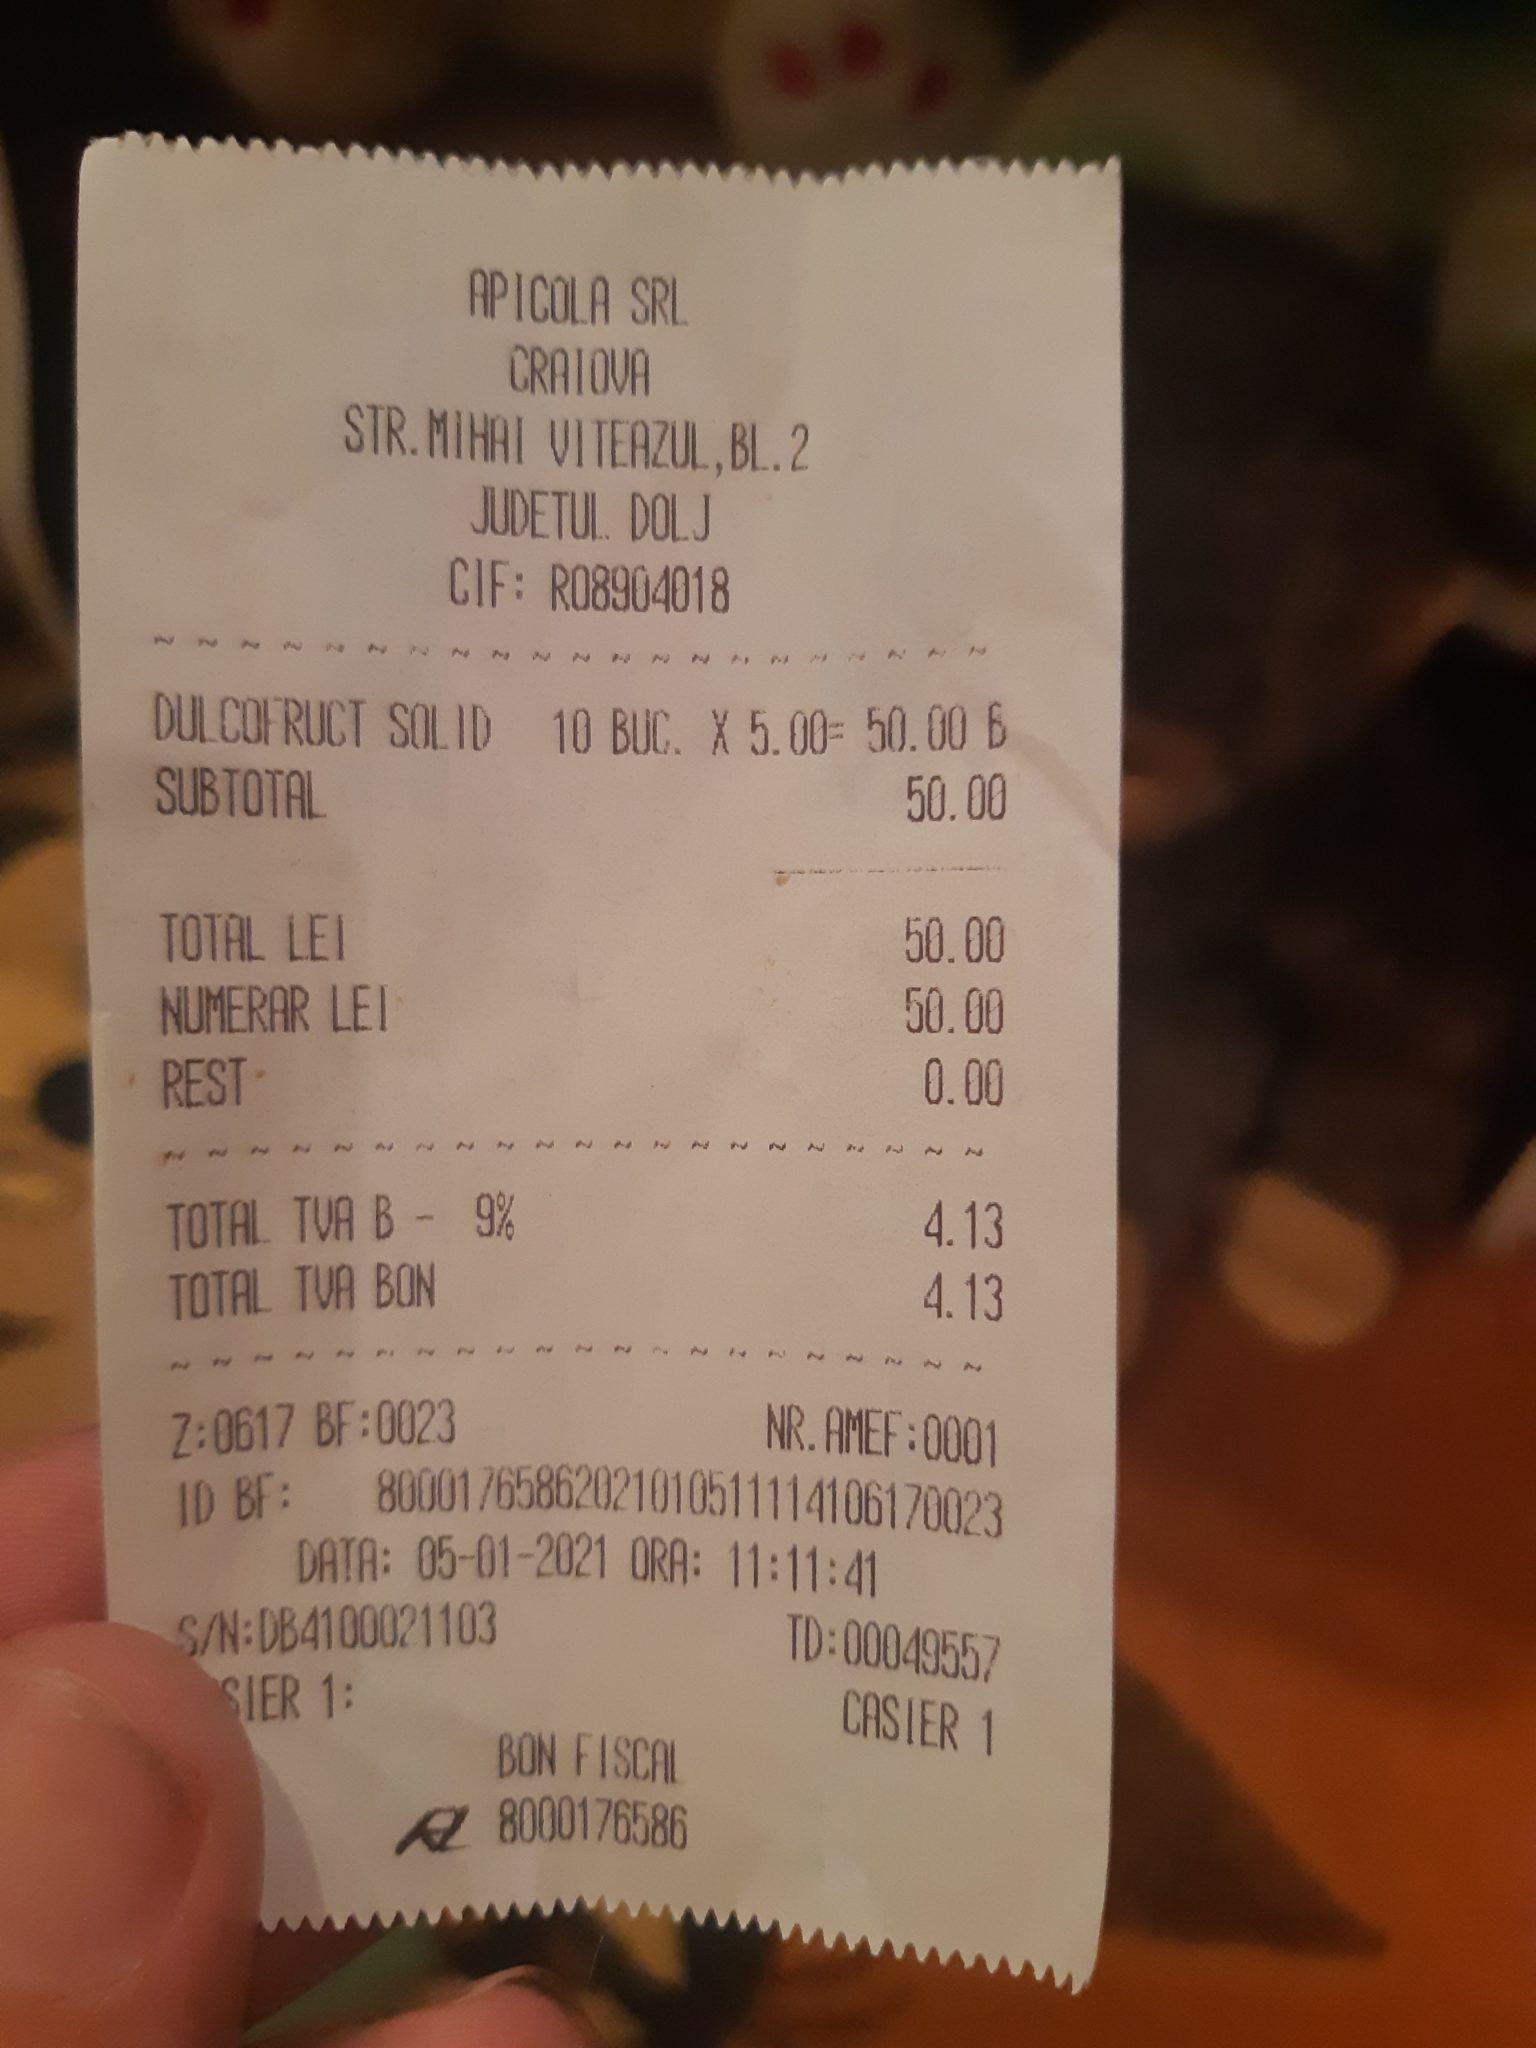 APICOLA SRL
CRAIOVA
STR.MIHAI VITEAZUL,BL.2
JUDETUL DOLJ
CIF: RO8904018
~ ~ ~ ~ ~ ~ ~ ~ ~ ~ ~ ~ ~ ~ ~ ~ ~ ~ ~ ~ ~
DULCOFRUCT SOLID 10 BUC. X 5.00= 50.00 B
SUBTOTAL 50.00
TOTAL LEI 50.00
NUMERAR LEI 50.00
REST 0.00
~ ~ ~ ~ ~ ~ ~ ~ ~ ~ ~ ~ ~ ~ ~ ~ ~ ~ ~ ~ ~
TOTAL TVA B - 9% 4.13
TOTAL TVA BON 4.13
~ ~ ~ ~ ~ ~ ~ ~ ~ ~ ~ ~ ~ ~ ~ ~ ~ ~ ~ ~ ~
Z:0617 BF:0023 NR.AMEF:0001
ID BF: 80001765862021010511114106170023
DATA: 05-01-2021 ORA: 11:11:41
S/N:DB4100021103 TD:00049557
SIER 1: CASIER 1
BON FISCAL
8000176586